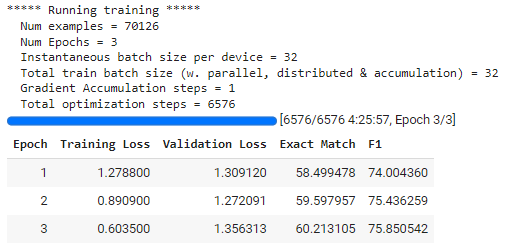 ***** Running training *****
Num examples = 70126
Num Epochs = 3
Instantaneous batch size per device = 32
Total train batch size (w. parallel, distributed & accumulation) = 32
Gradient Accumulation steps = 1
Total optimization steps = 6576
[6576/6576 4:25:57, Epoch 3/3]
Epoch Training Loss Validation Loss Exact Match F1
1 1.278800 1.309120 58.499478 74.004360
2 0.890900 1.272091 59.597957 75.436259
3 0.603500 1.356313 60.213105 75.850542